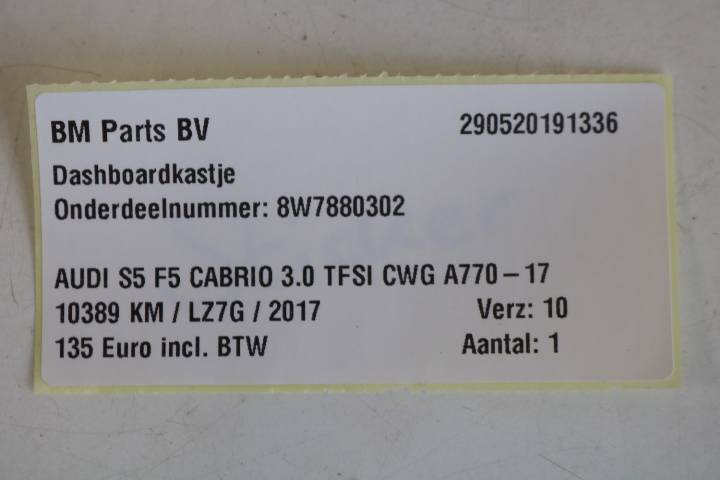 BM Parts BV 290520191336
Dashboardkastje
Onderdeelnummer: 8W7880302
AUDI S5 F5 CABRIO 3.0 TFSI CWG A770 – 17
10389 KM / LZ7G / 2017 Verz: 10
135 Euro incl. BTW Aantal: 1